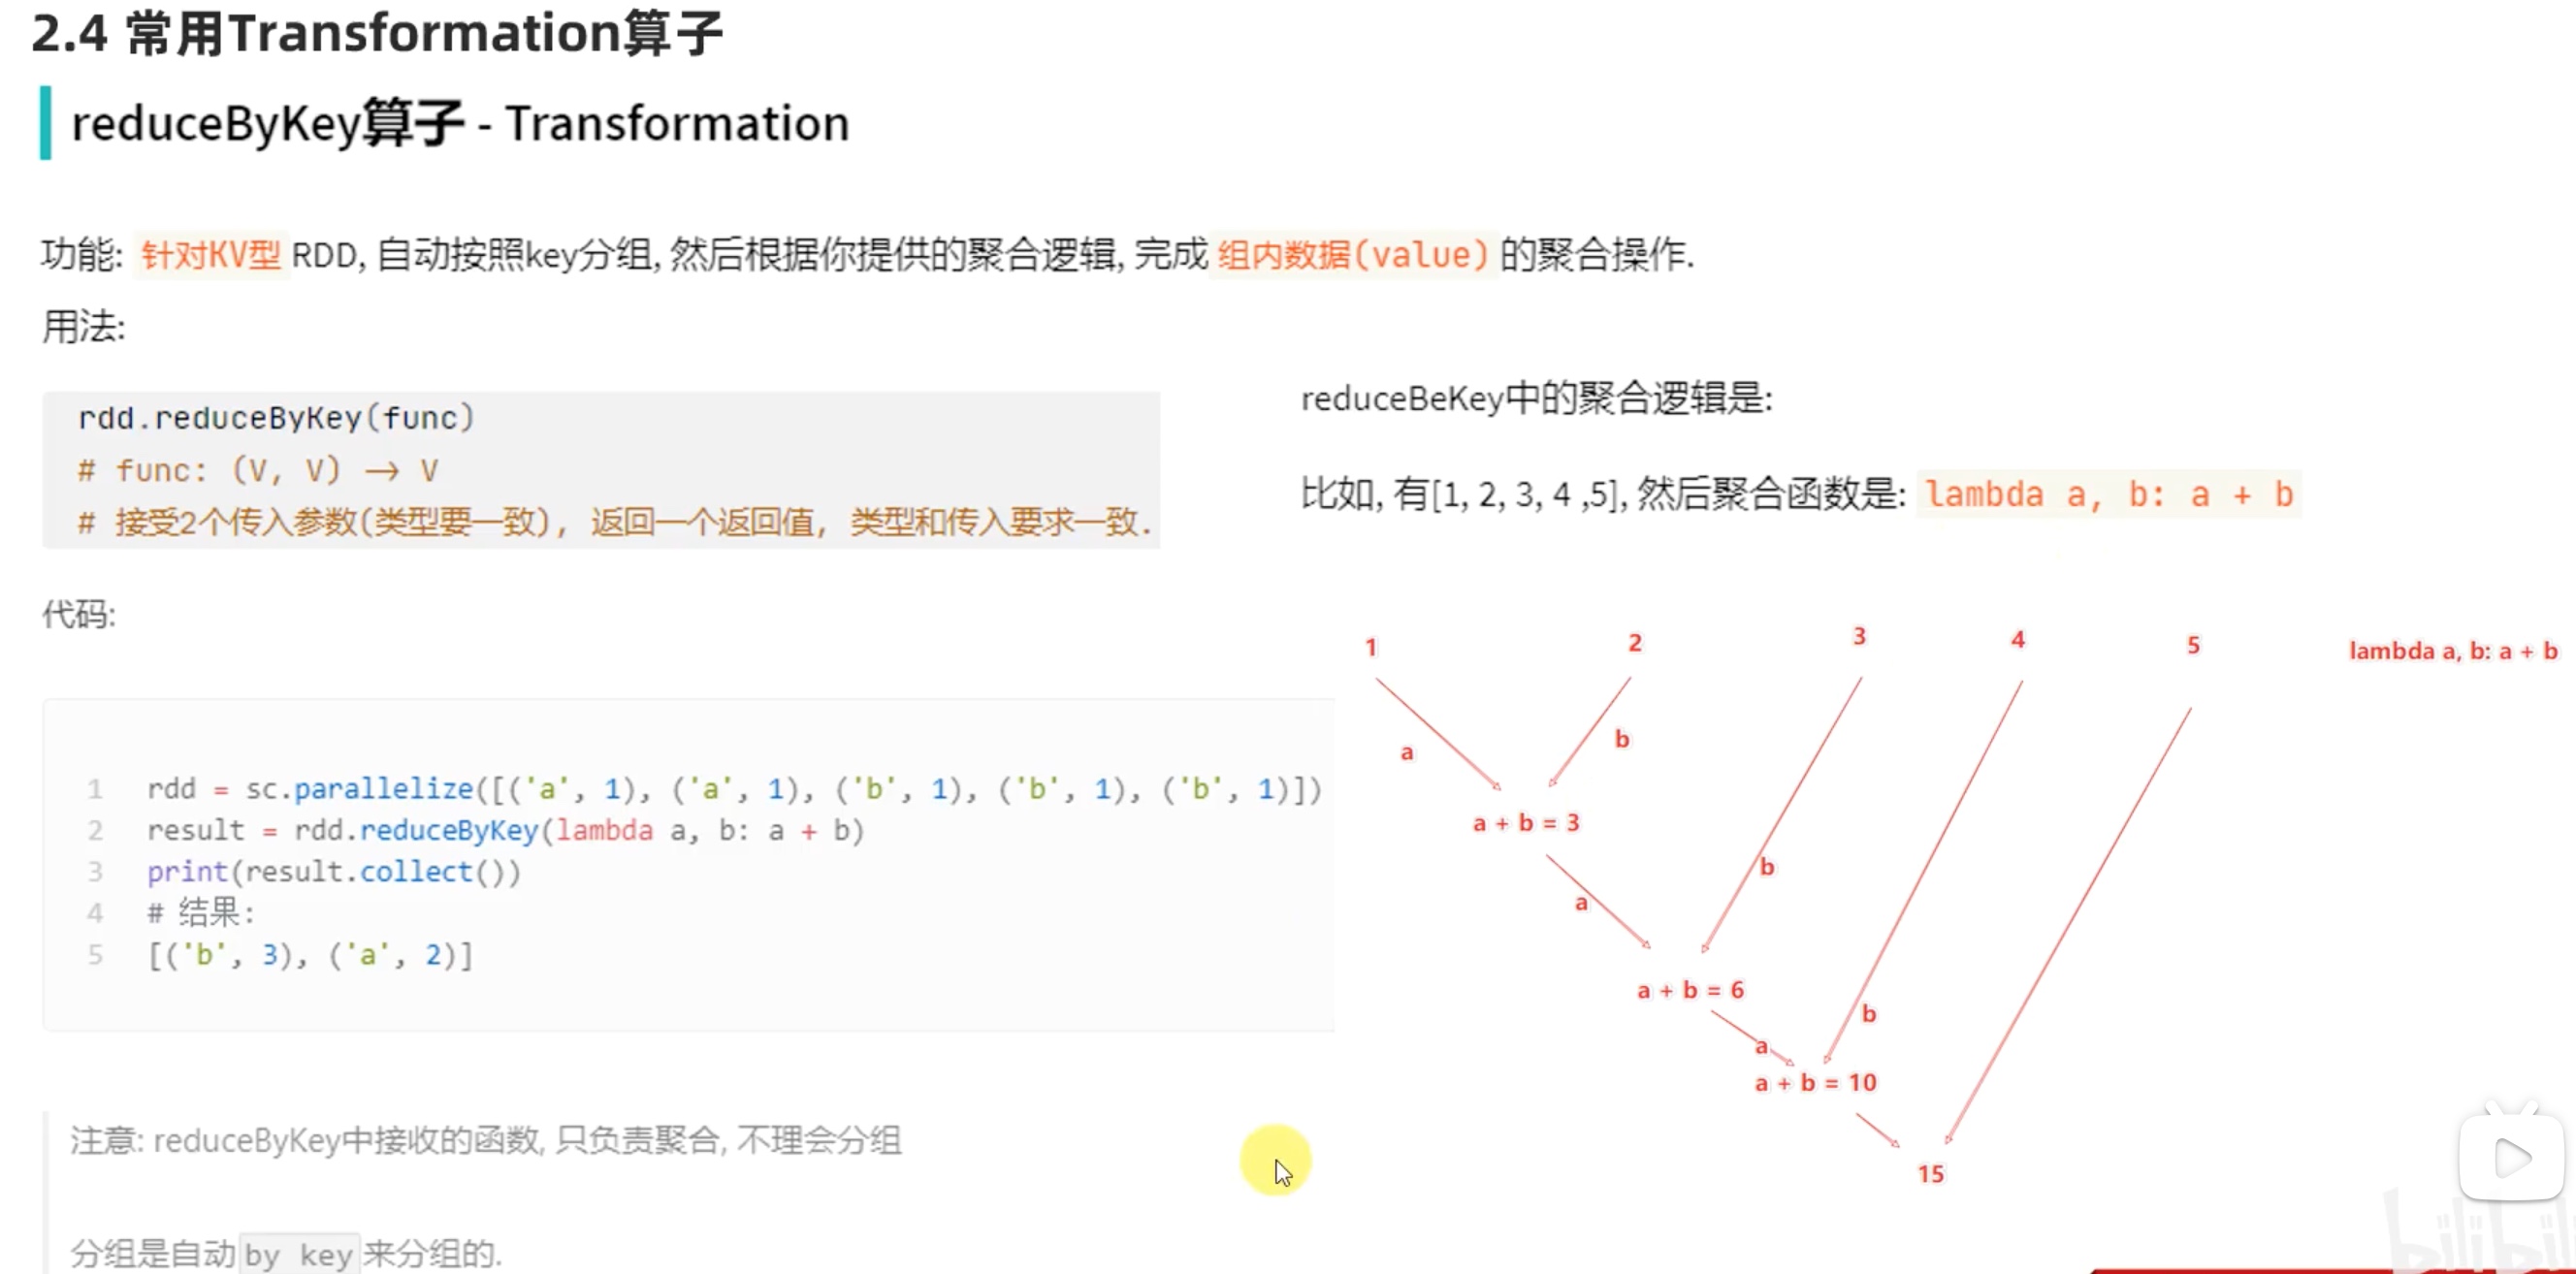 2.4 常用Transformation算子
reduceByKey算子 - Transformation
功能: 针对KV型 RDD, 自动按照key分组, 然后根据你提供的聚合逻辑, 完成 组内数据(value) 的聚合操作.
用法:
rdd.reduceByKey(func)
# func: (V, V) → V
# 接受2个传入参数(类型要一致), 返回一个返回值, 类型和传入要求一致.
代码:
1 rdd = sc.parallelize([('a', 1), ('a', 1), ('b', 1), ('b', 1), ('b', 1)])
2 result = rdd.reduceByKey(lambda a, b: a + b)
3 print(result.collect())
4 # 结果:
5 [('b', 3), ('a', 2)]
注意: reduceByKey中接收的函数, 只负责聚合, 不理会分组
分组是自动 by key 来分组的.
reduceBeKey中的聚合逻辑是:
比如, 有[1, 2, 3, 4 ,5], 然后聚合函数是: lambda a, b: a + b
1 2 3 4 5 lambda a, b: a + b
a b
a + b = 3
b
a
a + b = 6
b
a
a + b = 10
15
bilibili